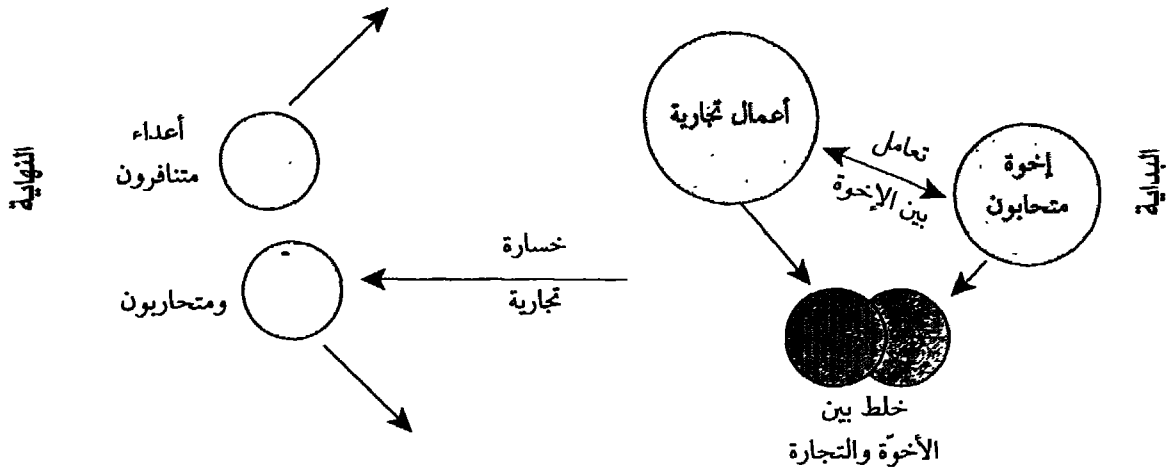 البداية
إخوة
متحابون
تعامل
بين الإخوة
أعمال تجارية
خلط بين
الأخوّة والتجارة
خسارة
تجارية
أعداء
متنافرون
ومتحاربون
النهاية